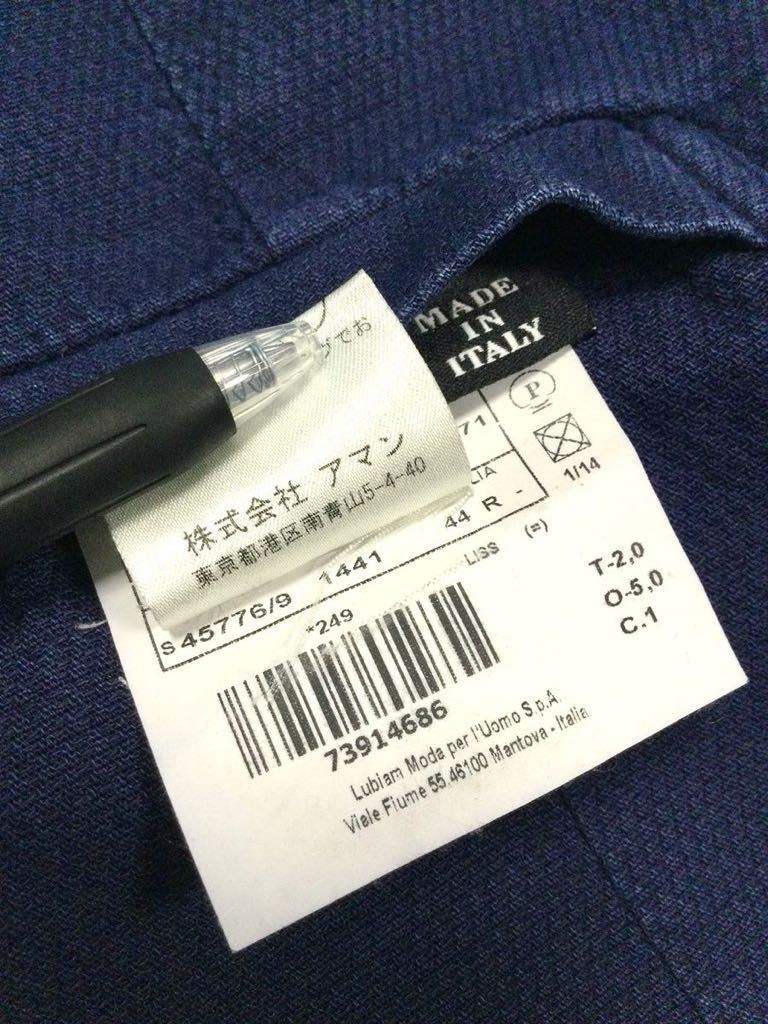 MADE
IN
ITALY
でお
株式会社 アマン
東京都港区南青山5-4-40
P
1/14
71
44 R -
S 45776/9 1441
LISS (=)
*249
T-2,0
O-5,0
C.1
73914686
Lubiam Moda per l'Uomo S.p.A.
Viale Fiume 55.46100 Mantova - Italia